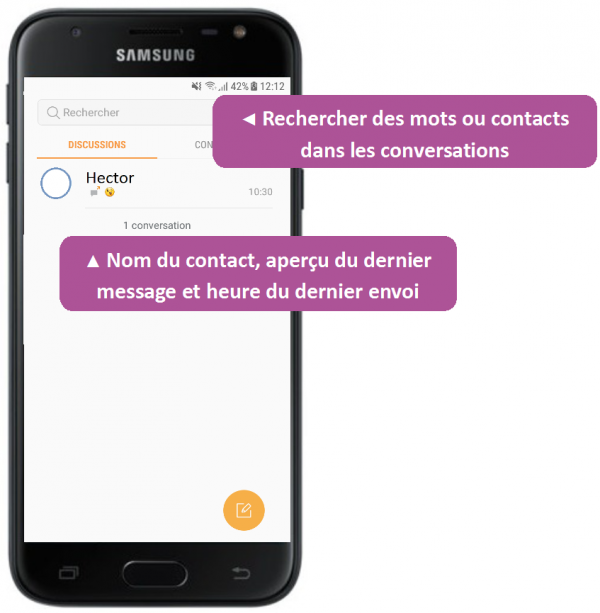 SAMSUNG
42% 12:12
Rechercher
◄ Rechercher des mots ou contacts
dans les conversations
DISCUSSIONS CON
Hector
10:30
1 conversation
▲ Nom du contact, aperçu du dernier
message et heure du dernier envoi